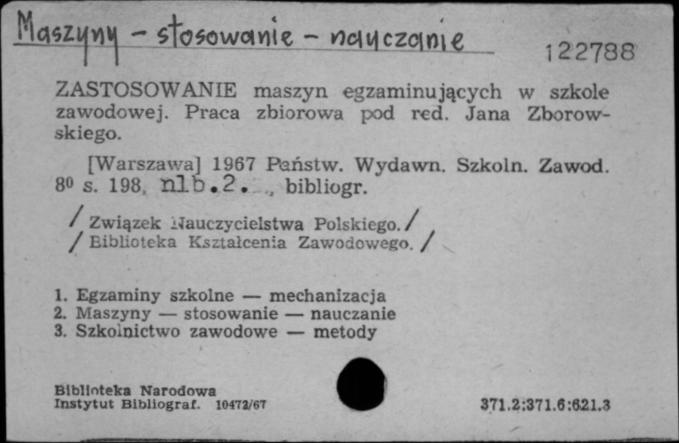 Maszyny - stosowanie - nauczanie
122788
ZASTOSOWANIE maszyn egzaminujących w szkole
zawodowej. Praca zbiorowa pod red. Jana Zborow-
skiego.
[Warszawa] 1967 Państw. Wydawn. Szkoln. Zawod.
8⁰ s. 198, nlb.2. , bibliogr.
/ Związek Nauczycielstwa Polskiego. /
/ Biblioteka Kształcenia Zawodowego. /
1. Egzaminy szkolne — mechanizacja
2. Maszyny — stosowanie — nauczanie
3. Szkolnictwo zawodowe — metody
Biblioteka Narodowa
Instytut Bibliograf. 10472/67
371.2:371.6:621.3